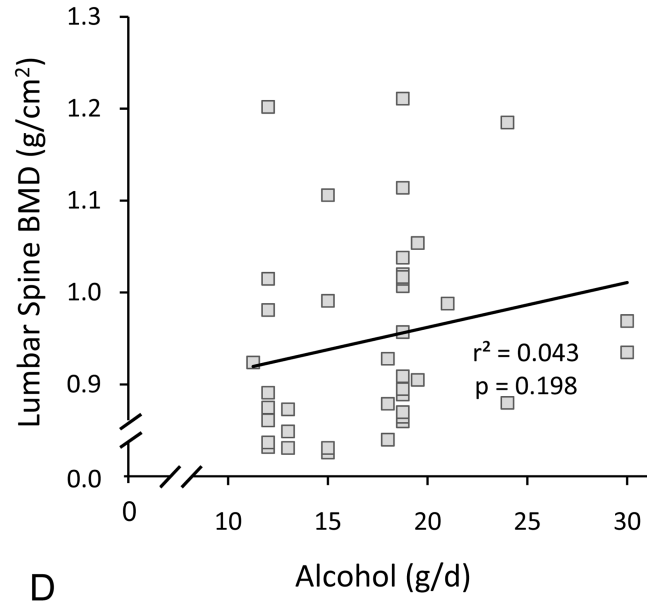 Lumbar Spine BMD (g/cm²)
1.3
1.2
1.1
1.0
0.9
0.0
r² = 0.043
p = 0.198
0
10
15
20
25
30
Alcohol (g/d)
D